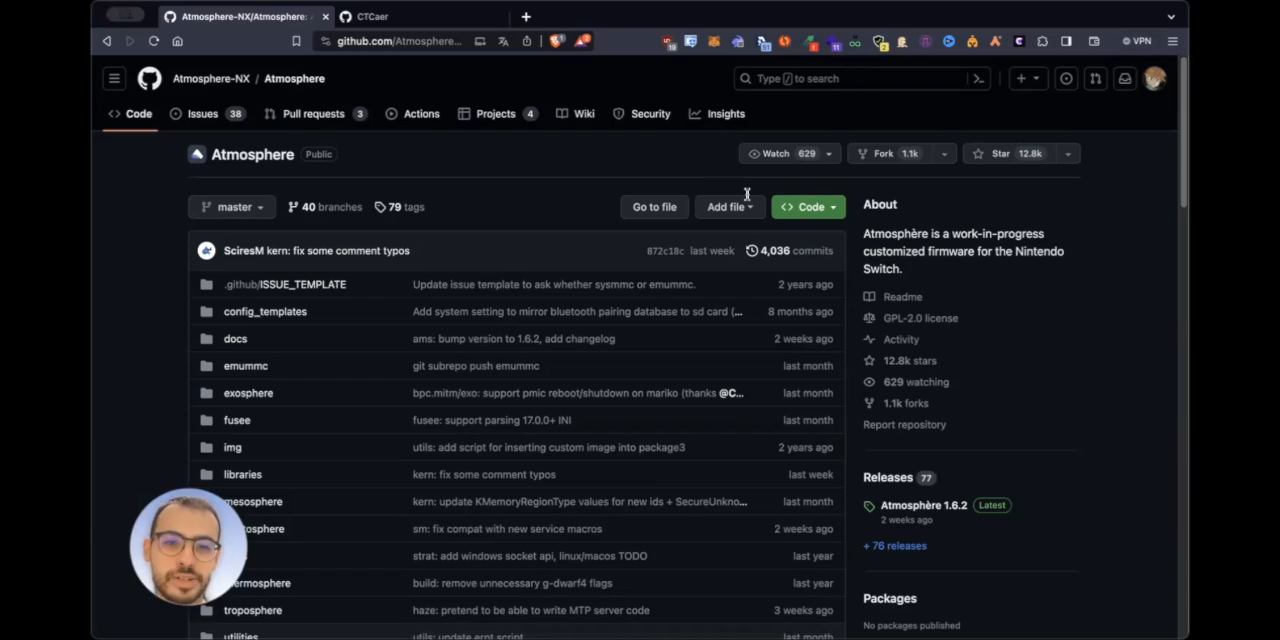 Atmosphere-NX/Atmosphere:
CTCaer
github.com/Atmosphere...
VPN
Atmosphere-NX / Atmosphere
Type / to search
Code
Issues 38
Pull requests 3
Actions
Projects 4
Wiki
Security
Insights
Atmosphere Public
Watch 629
Fork 1.1k
Star 12.8k
master
40 branches
79 tags
Go to file
Add file
Code
SciresM kern: fix some comment typos 872c18c last week 4,036 commits
.github/ISSUE_TEMPLATE Update issue template to ask whether sysmmc or emummc. 2 years ago
config_templates Add system setting to mirror bluetooth pairing database to sd card (... 8 months ago
docs ams: bump version to 1.6.2, add changelog 2 weeks ago
emummc git subrepo push emummc last month
exosphere bpc.mitm/exo: support pmic reboot/shutdown on mariko (thanks @C... last month
fusee fusee: support parsing 17.0.0+ INI last month
img utils: add script for inserting custom image into package3 2 years ago
libraries kern: fix some comment typos last week
mesosphere kern: update KMemoryRegionType values for new ids + SecureUnkno... last month
tosphere sm: fix compat with new service macros 2 weeks ago
strat: add windows socket api, linux/macos TODO last year
ermosphere build: remove unnecessary g-dwarf4 flags last year
troposphere haze: pretend to be able to write MTP server code 3 weeks ago
utilities utils: update erpt script last month
About
Atmosphère is a work-in-progress
customized firmware for the Nintendo
Switch.
Readme
GPL-2.0 license
Activity
12.8k stars
629 watching
1.1k forks
Report repository
Releases 77
Atmosphère 1.6.2 Latest
2 weeks ago
+ 76 releases
Packages
No packages published